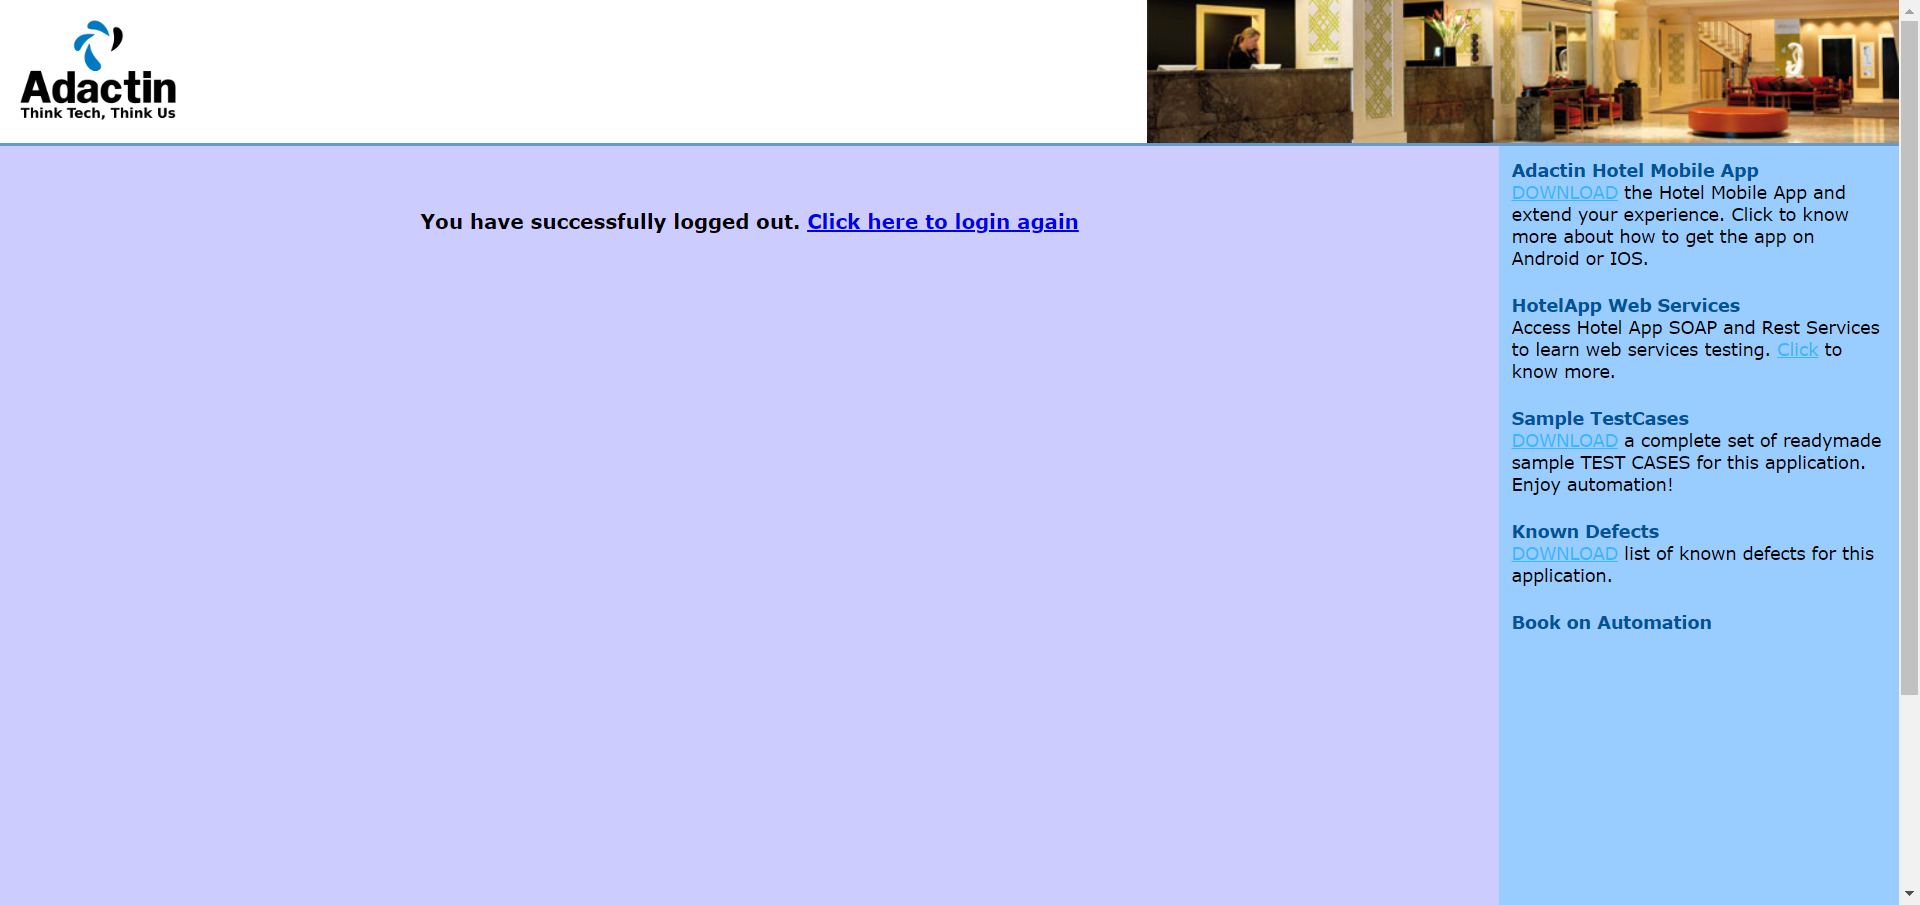 Adactin
Think Tech, Think Us
You have successfully logged out. Click here to login again
Adactin Hotel Mobile App
DOWNLOAD the Hotel Mobile App and
extend your experience. Click to know
more about how to get the app on
Android or IOS.
HotelApp Web Services
Access Hotel App SOAP and Rest Services
to learn web services testing. Click to
know more.
Sample TestCases
DOWNLOAD a complete set of readymade
sample TEST CASES for this application.
Enjoy automation!
Known Defects
DOWNLOAD list of known defects for this
application.
Book on Automation